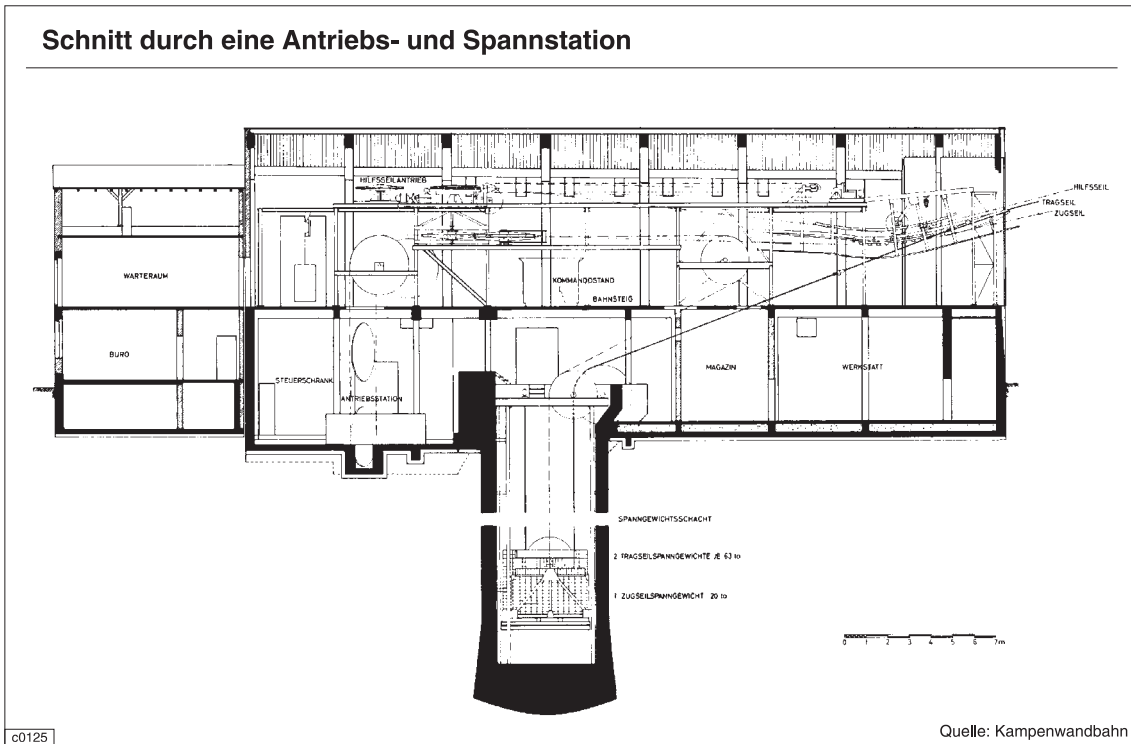 Schnitt durch eine Antriebs- und Spannstation
HILFSSEILANTRIEB
HILFSSEIL
TRAGSEIL
ZUGSEIL
WARTERAUM
KOMMANDOSTAND
BAHNSTEIG
BÜRO
STEUERSCHRANK
ANTRIEBSSTATION
MAGAZIN
WERKSTATT
SPANNGEWICHTSSCHACHT
2 TRAGSEILSPANNGEWICHTE JE 63 to
1 ZUGSEILSPANNGEWICHT 20 to
0 1 2 3 4 5 6 7m
c0125
Quelle: Kampenwandbahn